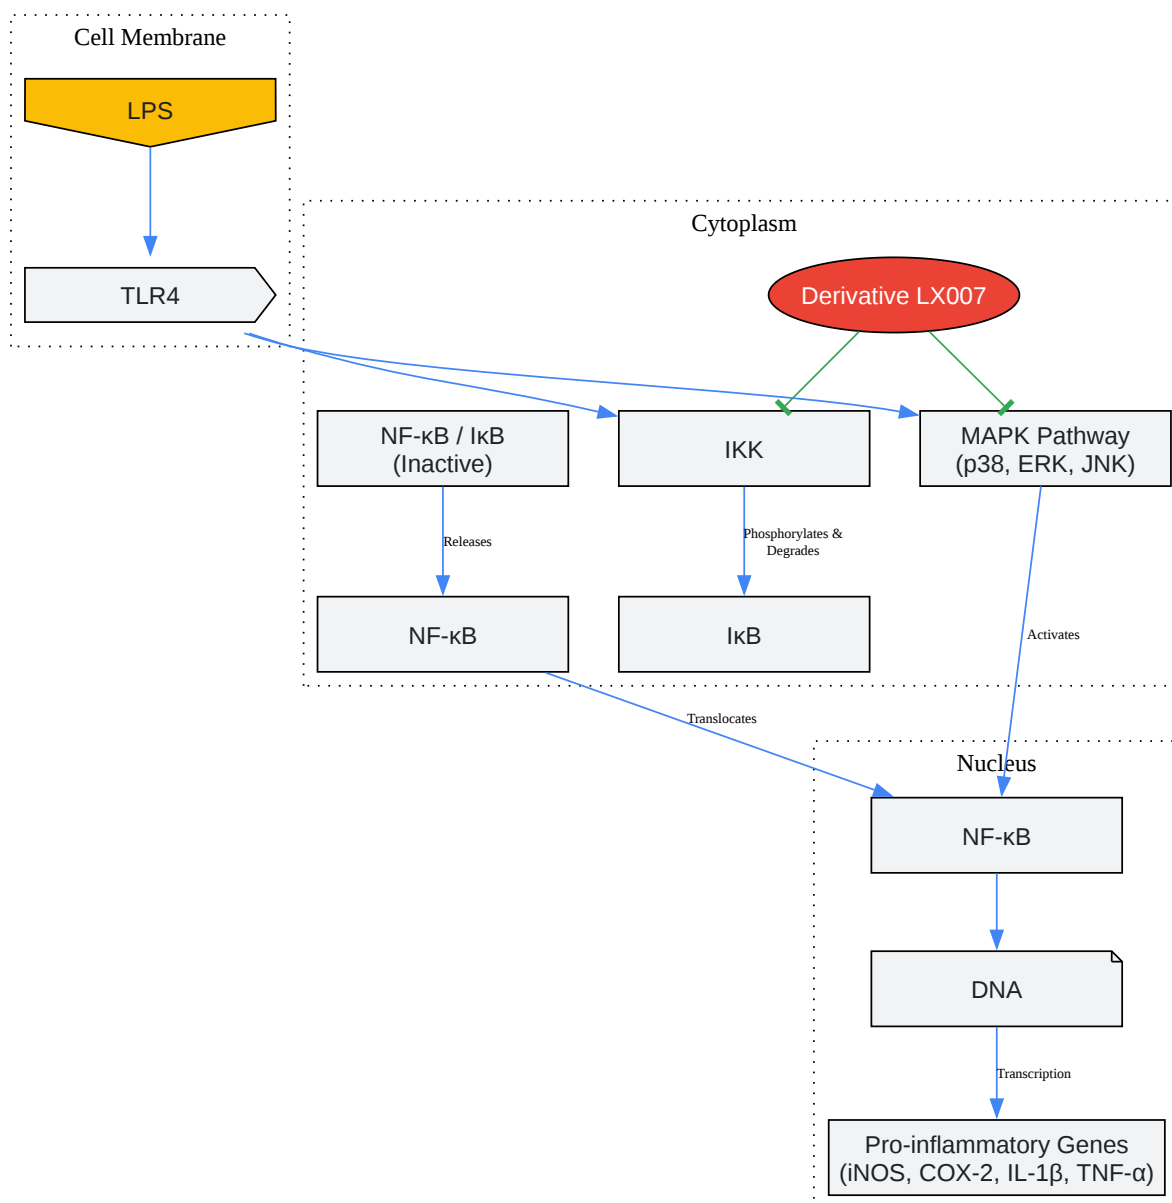 Cell Membrane
LPS
TLR4
Cytoplasm
Derivative LX007
NF-κB / IκB
(Inactive)
IKK
MAPK Pathway
(p38, ERK, JNK)
Releases
Phosphorylates &
Degrades
NF-κB
IκB
Activates
Translocates
Nucleus
NF-κB
DNA
Transcription
Pro-inflammatory Genes
(iNOS, COX-2, IL-1β, TNF-α)